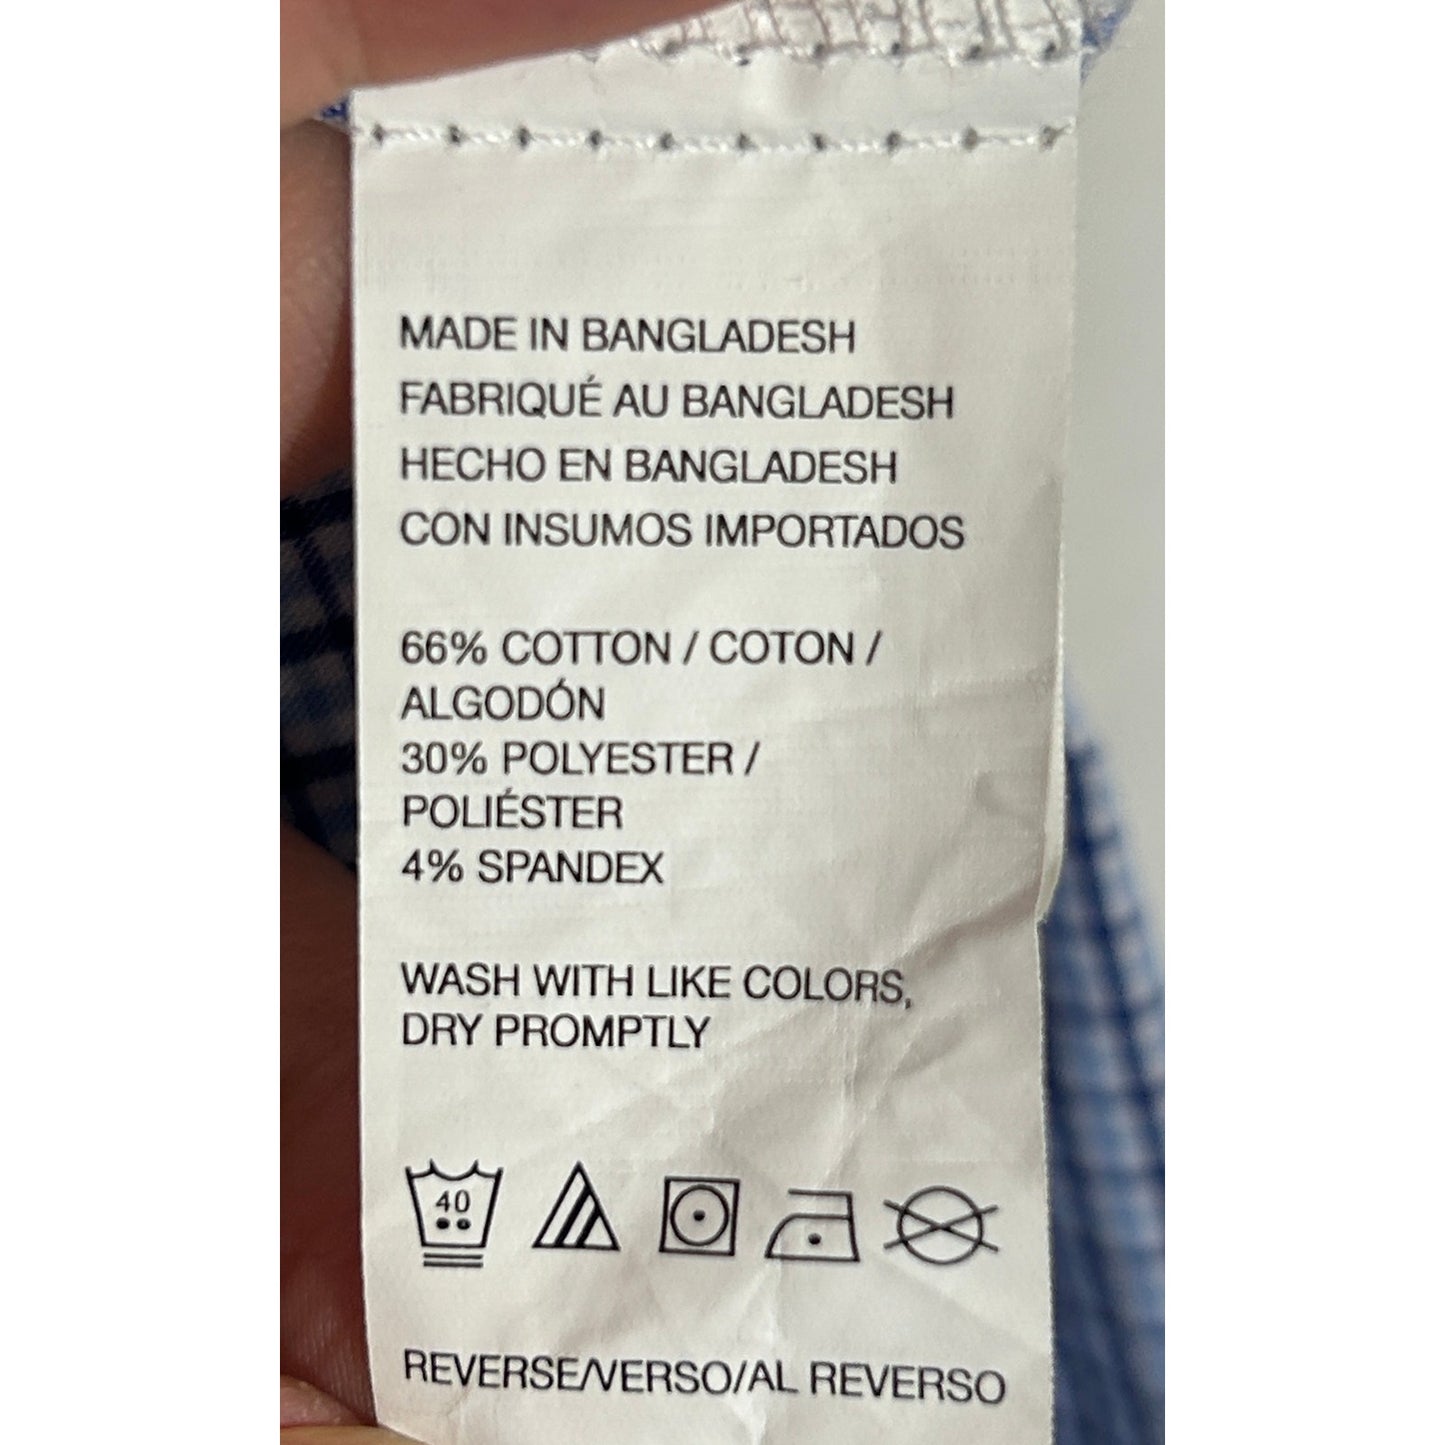 MADE IN BANGLADESH
FABRIQUÉ AU BANGLADESH
HECHO EN BANGLADESH
CON INSUMOS IMPORTADOS
66% COTTON / COTON /
ALGODÓN
30% POLYESTER /
POLIÉSTER
4% SPANDEX
WASH WITH LIKE COLORS,
DRY PROMPTLY
40
REVERSE/VERSO/AL REVERSO